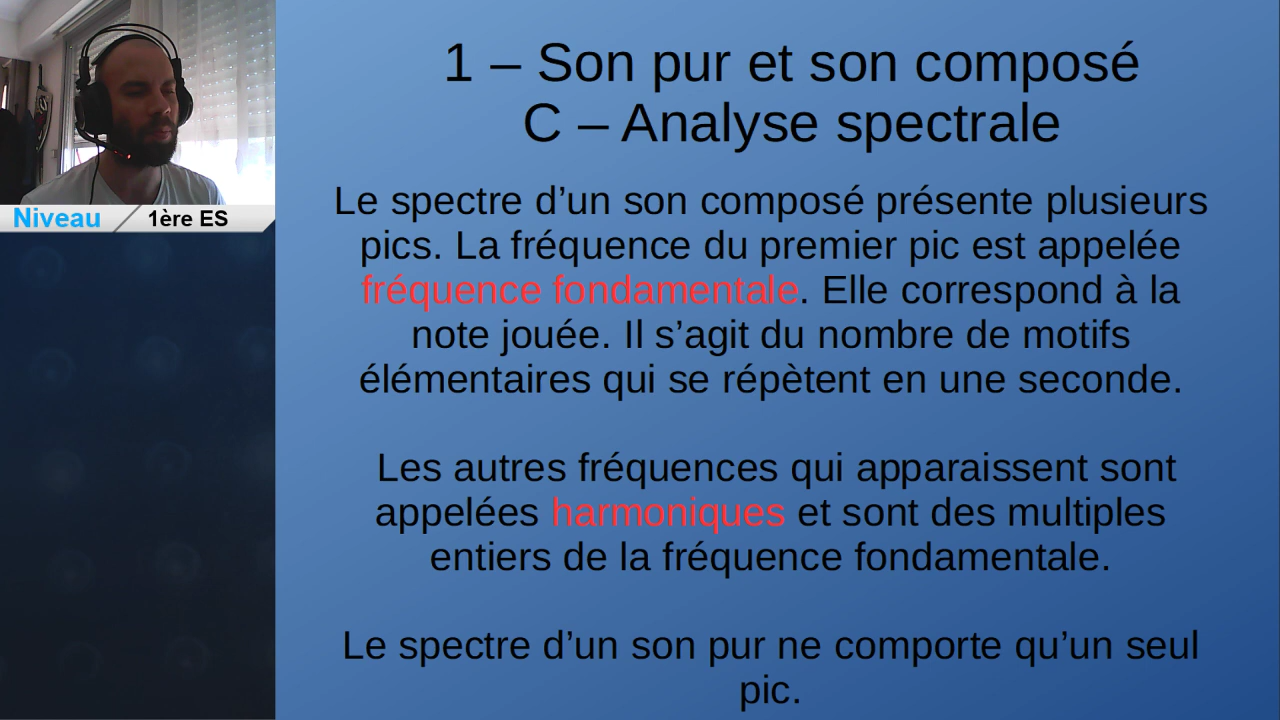 1 – Son pur et son composé
C – Analyse spectrale
Niveau
1ère ES
Le spectre d’un son composé présente plusieurs
pics. La fréquence du premier pic est appelée
fréquence fondamentale. Elle correspond à la
note jouée. Il s’agit du nombre de motifs
élémentaires qui se répètent en une seconde.
Les autres fréquences qui apparaissent sont
appelées harmoniques et sont des multiples
entiers de la fréquence fondamentale.
Le spectre d’un son pur ne comporte qu’un seul
pic.